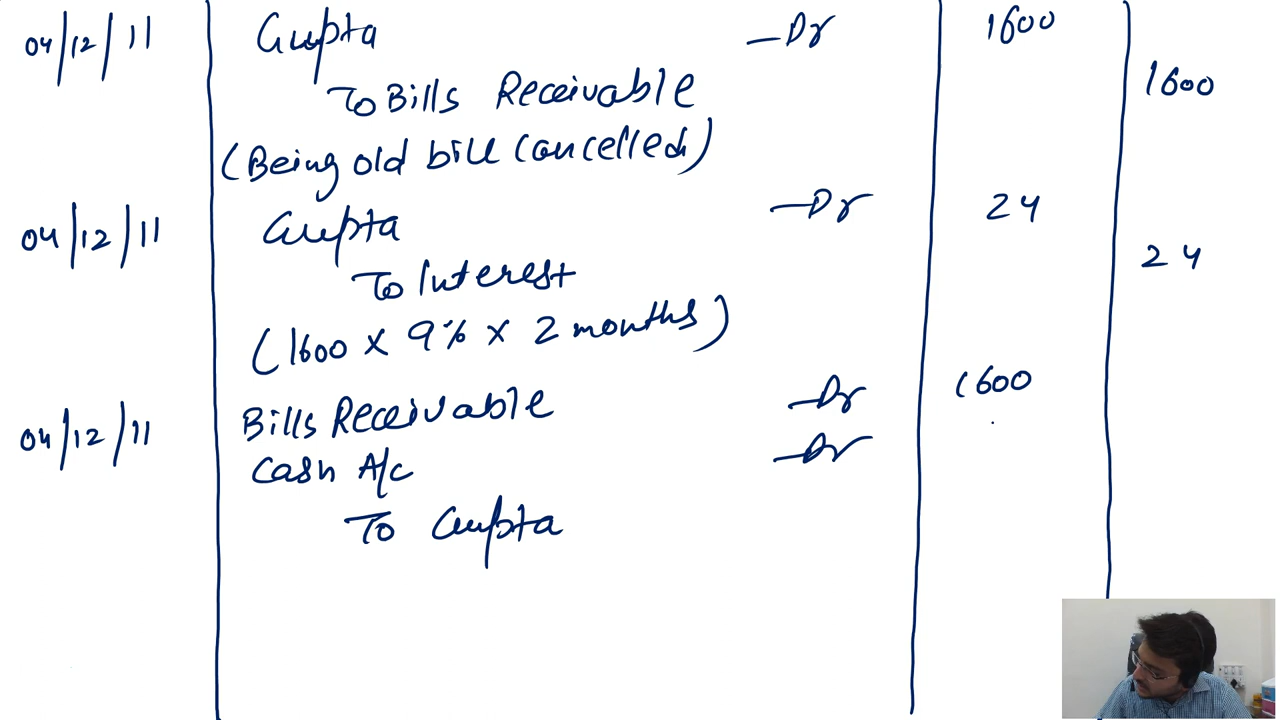 04/12/11 Gupta —Dr 1600
To Bills Receivable 1600
(Being old bill cancelled)
04/12/11 Gupta —Dr 24
To Interest 24
(1600 x 9% x 2 months)
04/12/11 Bills Receivable —Dr 1600
Cash A/c —Dr
To Gupta